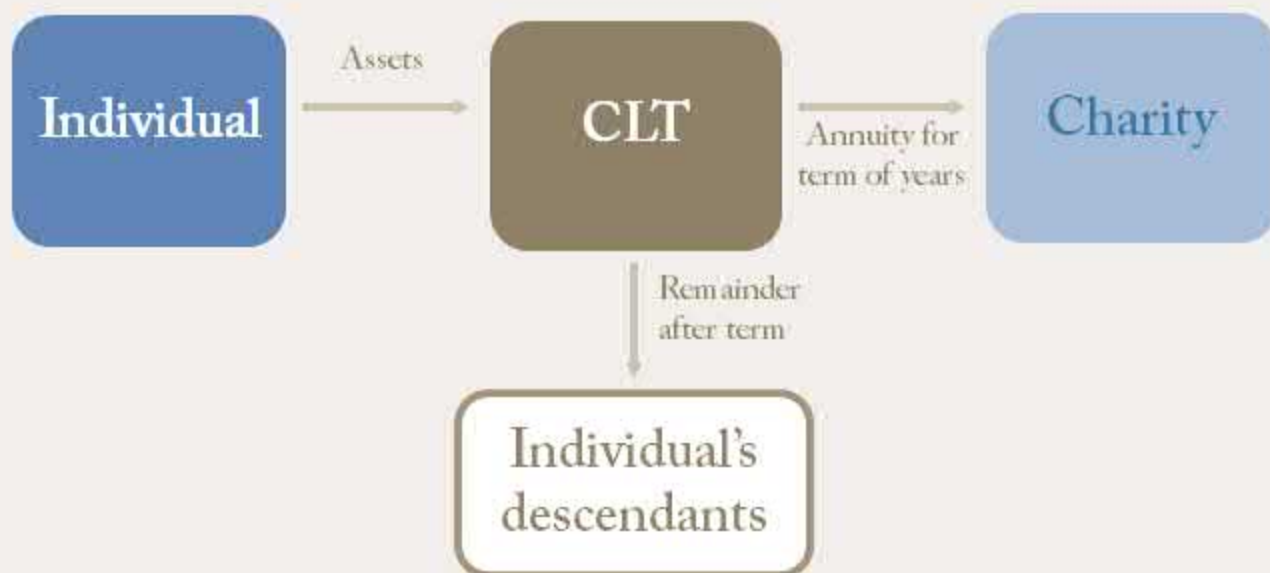 Individual
Assets
CLT
Annuity for
term of years
Charity
Remainder
after term
Individual's
descendants